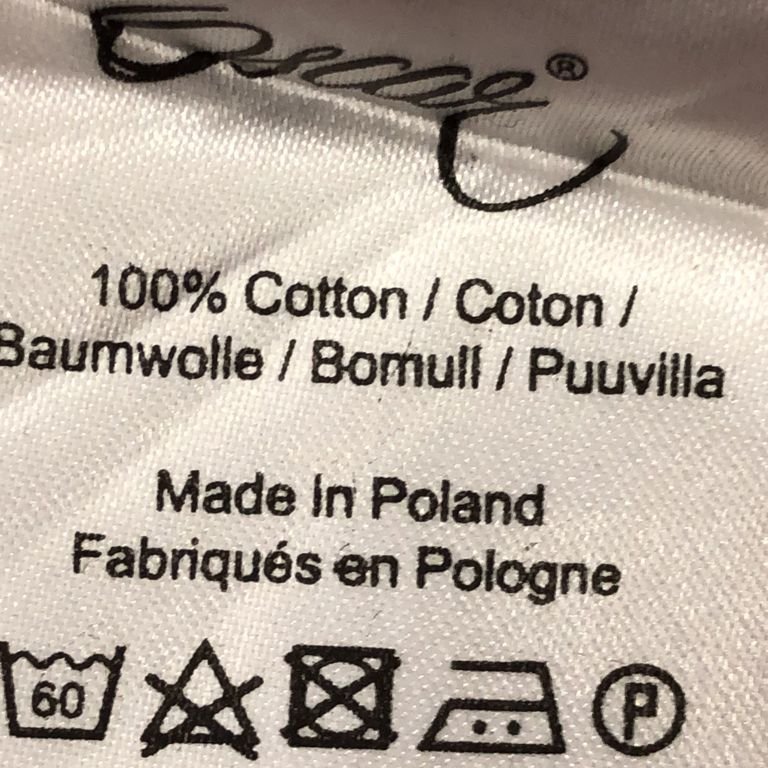 100% Cotton / Coton /
Baumwolle / Bomull / Puuvilla
Made In Poland
Fabriqués en Pologne
60
P